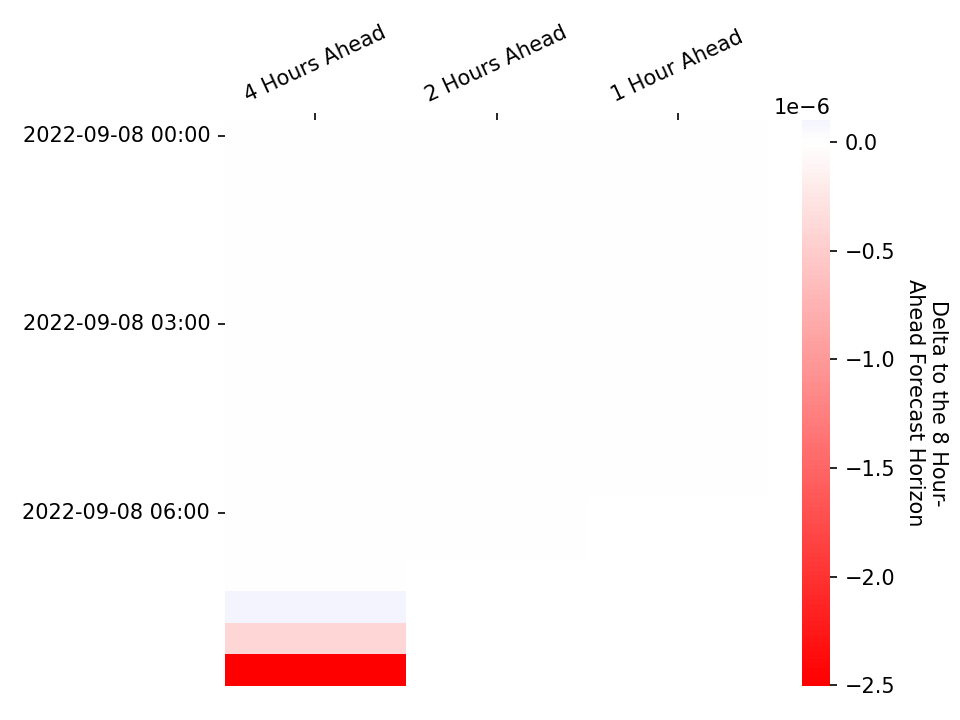 4 Hours Ahead
2 Hours Ahead
1 Hour Ahead
1e−6
2022-09-08 00:00
2022-09-08 03:00
2022-09-08 06:00
0.0
−0.5
−1.0
−1.5
−2.0
−2.5
Delta to the 8 Hour-
Ahead Forecast Horizon